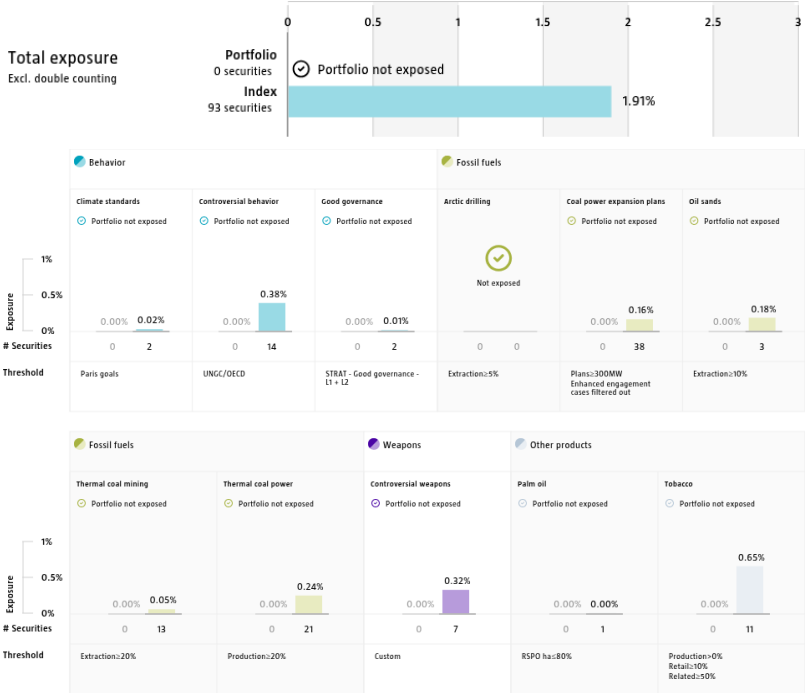 0 0.5 1 1.5 2 2.5 3
Total exposure
Excl. double counting
Portfolio
0 securities
Portfolio not exposed
Index
93 securities
1.91%
Behavior
Fossil fuels
Climate standards
Controversial behavior
Good governance
Arctic drilling
Coal power expansion plans
Oil sands
Portfolio not exposed
Portfolio not exposed
Portfolio not exposed
Portfolio not exposed
Portfolio not exposed
Not exposed
Exposure
1%
0.5%
0%
0.00% 0.02%
0.00% 0.38%
0.00% 0.01%
0.00% 0.16%
0.00% 0.18%
# Securities
0 2
0 14
0 2
0 0
0 38
0 3
Threshold
Paris goals
UNGC/OECD
STRAT - Good governance -
L1 + L2
Extraction≥5%
Plans≥300MW
Enhanced engagement
cases filtered out
Extraction≥10%
Fossil fuels
Weapons
Other products
Thermal coal mining
Thermal coal power
Controversial weapons
Palm oil
Tobacco
Portfolio not exposed
Portfolio not exposed
Portfolio not exposed
Portfolio not exposed
Portfolio not exposed
Exposure
1%
0.5%
0%
0.00% 0.05%
0.00% 0.24%
0.00% 0.32%
0.00% 0.00%
0.00% 0.65%
# Securities
0 13
0 21
0 7
0 1
0 11
Threshold
Extraction≥20%
Production≥20%
Custom
RSPO ha≤80%
Production>0%
Retail≥10%
Related≥50%